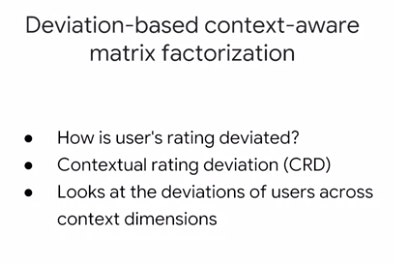 Deviation-based context-aware
matrix factorization
● How is user's rating deviated?
● Contextual rating deviation (CRD)
● Looks at the deviations of users across
context dimensions